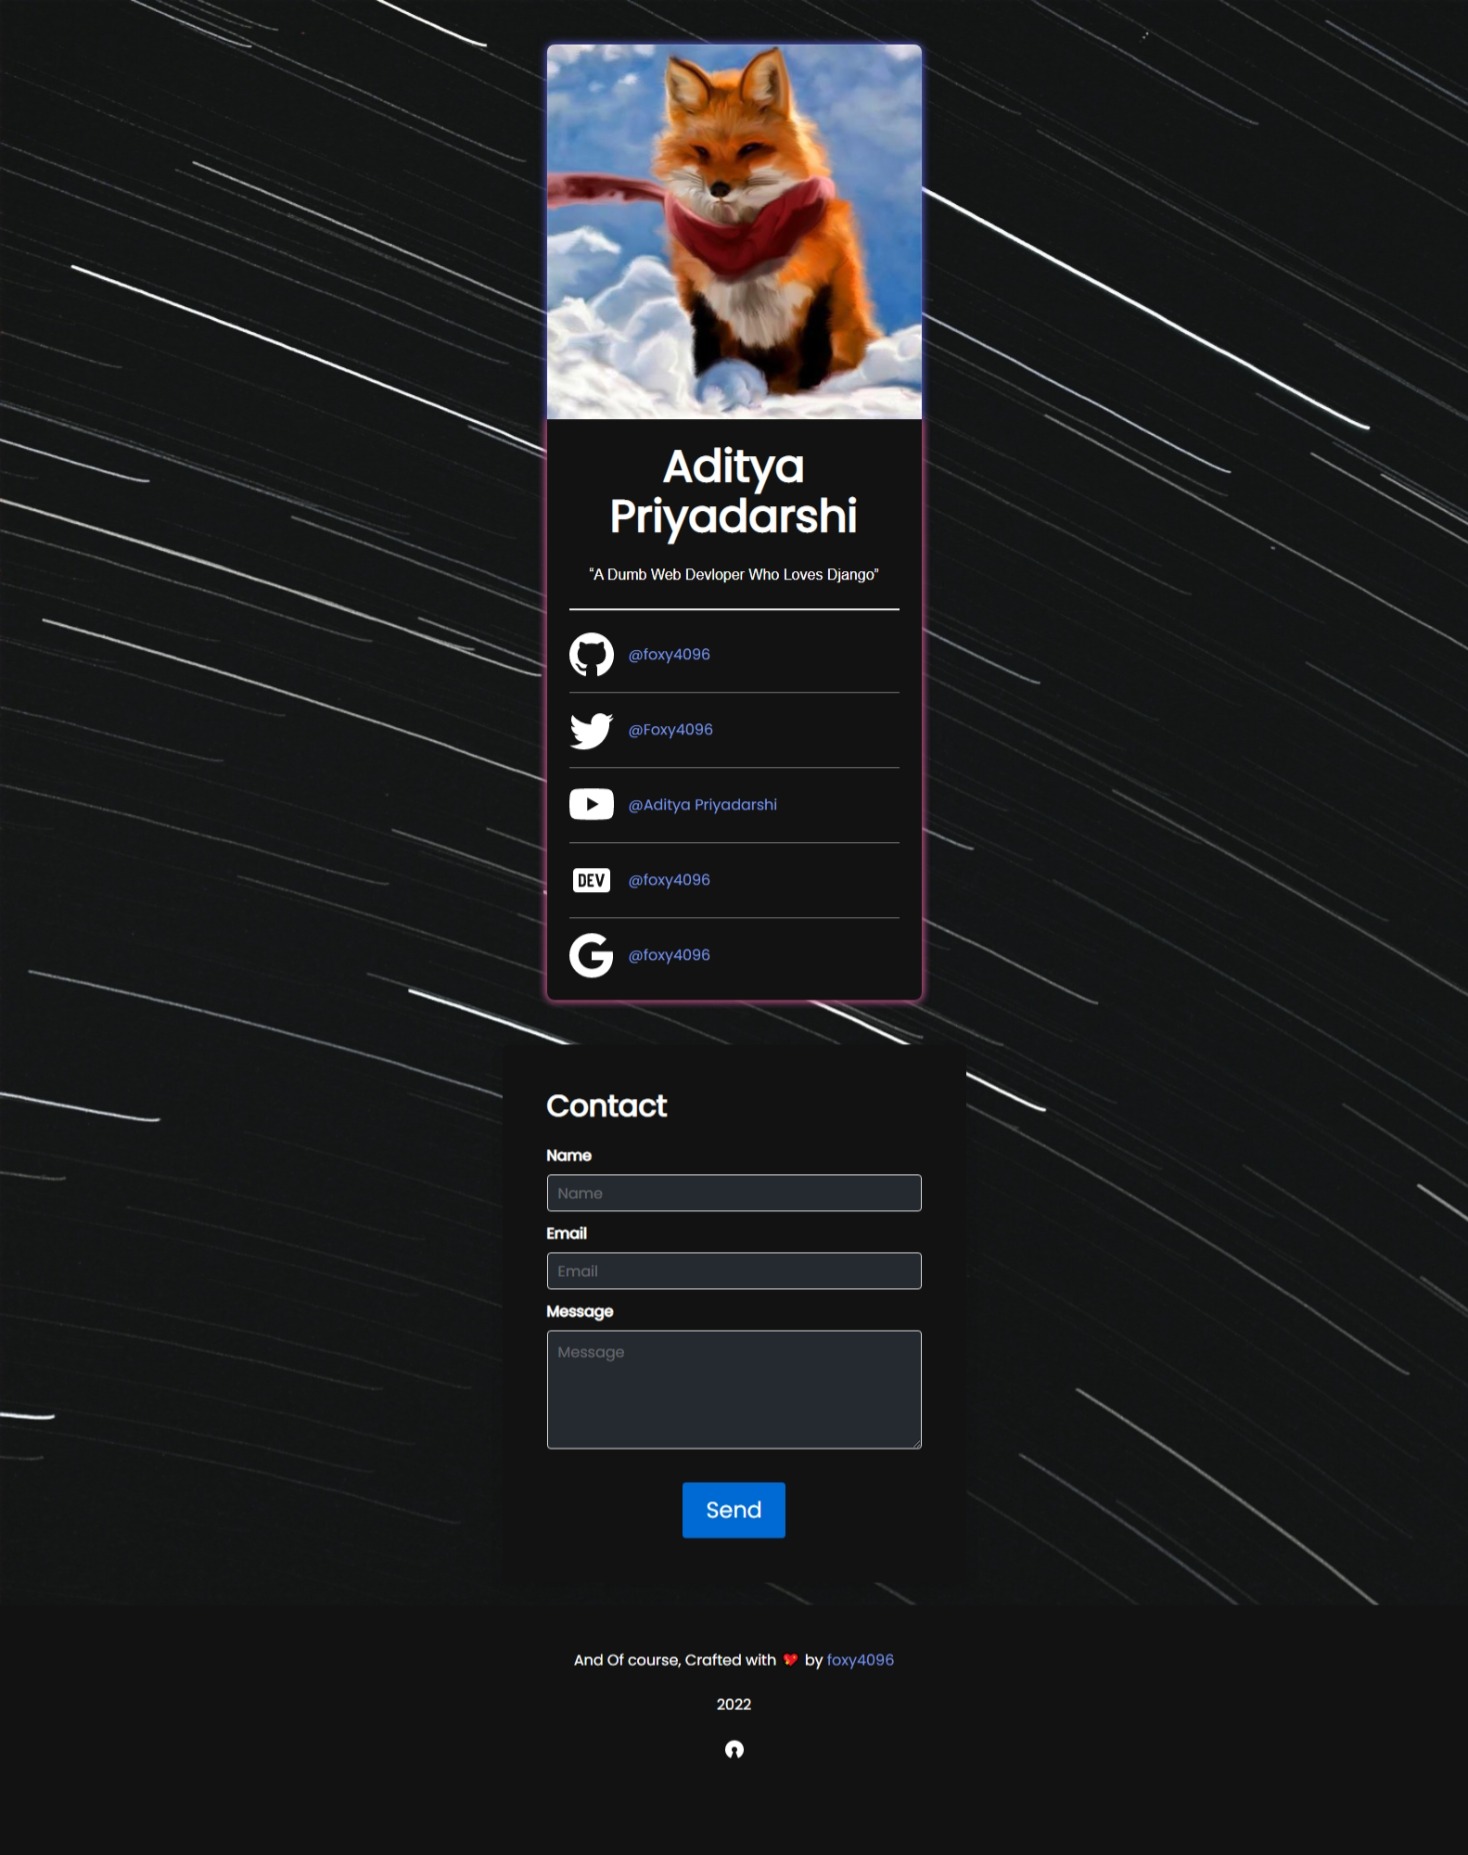 Aditya
Priyadarshi
"A Dumb Web Devloper Who Loves Django"
@foxy4096
@Foxy4096
@Aditya Priyadarshi
DEV @foxy4096
@foxy4096
Contact
Name
Name
Email
Email
Message
Message
Send
And Of course, Crafted with 💖 by foxy4096
2022